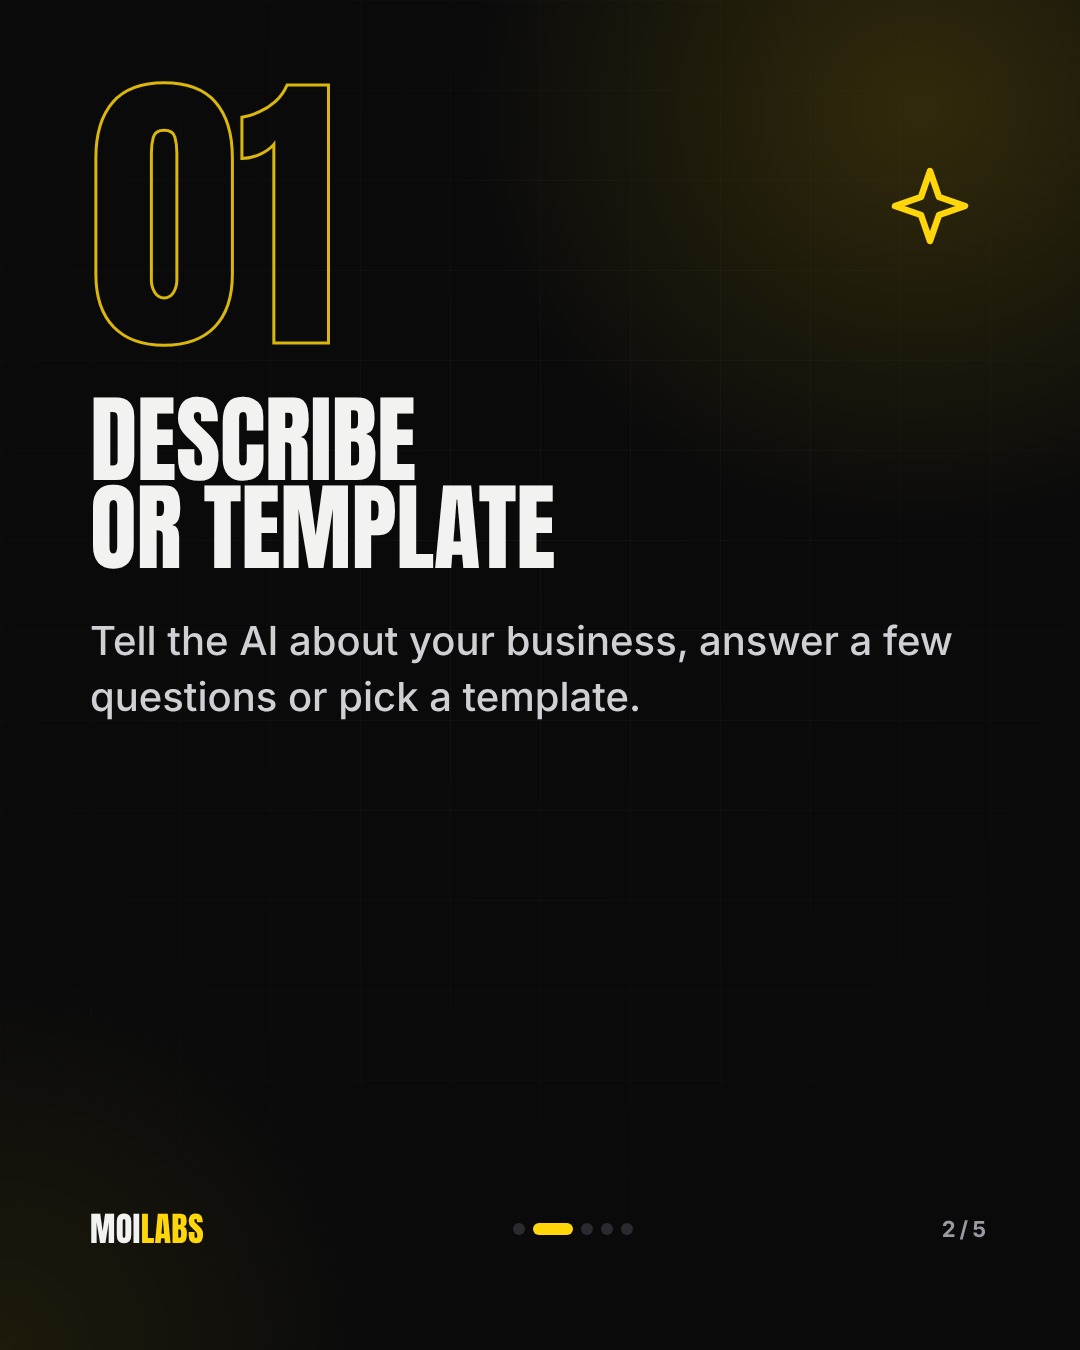 01
DESCRIBE
OR TEMPLATE
Tell the AI about your business, answer a few
questions or pick a template.
MOILABS
2/5